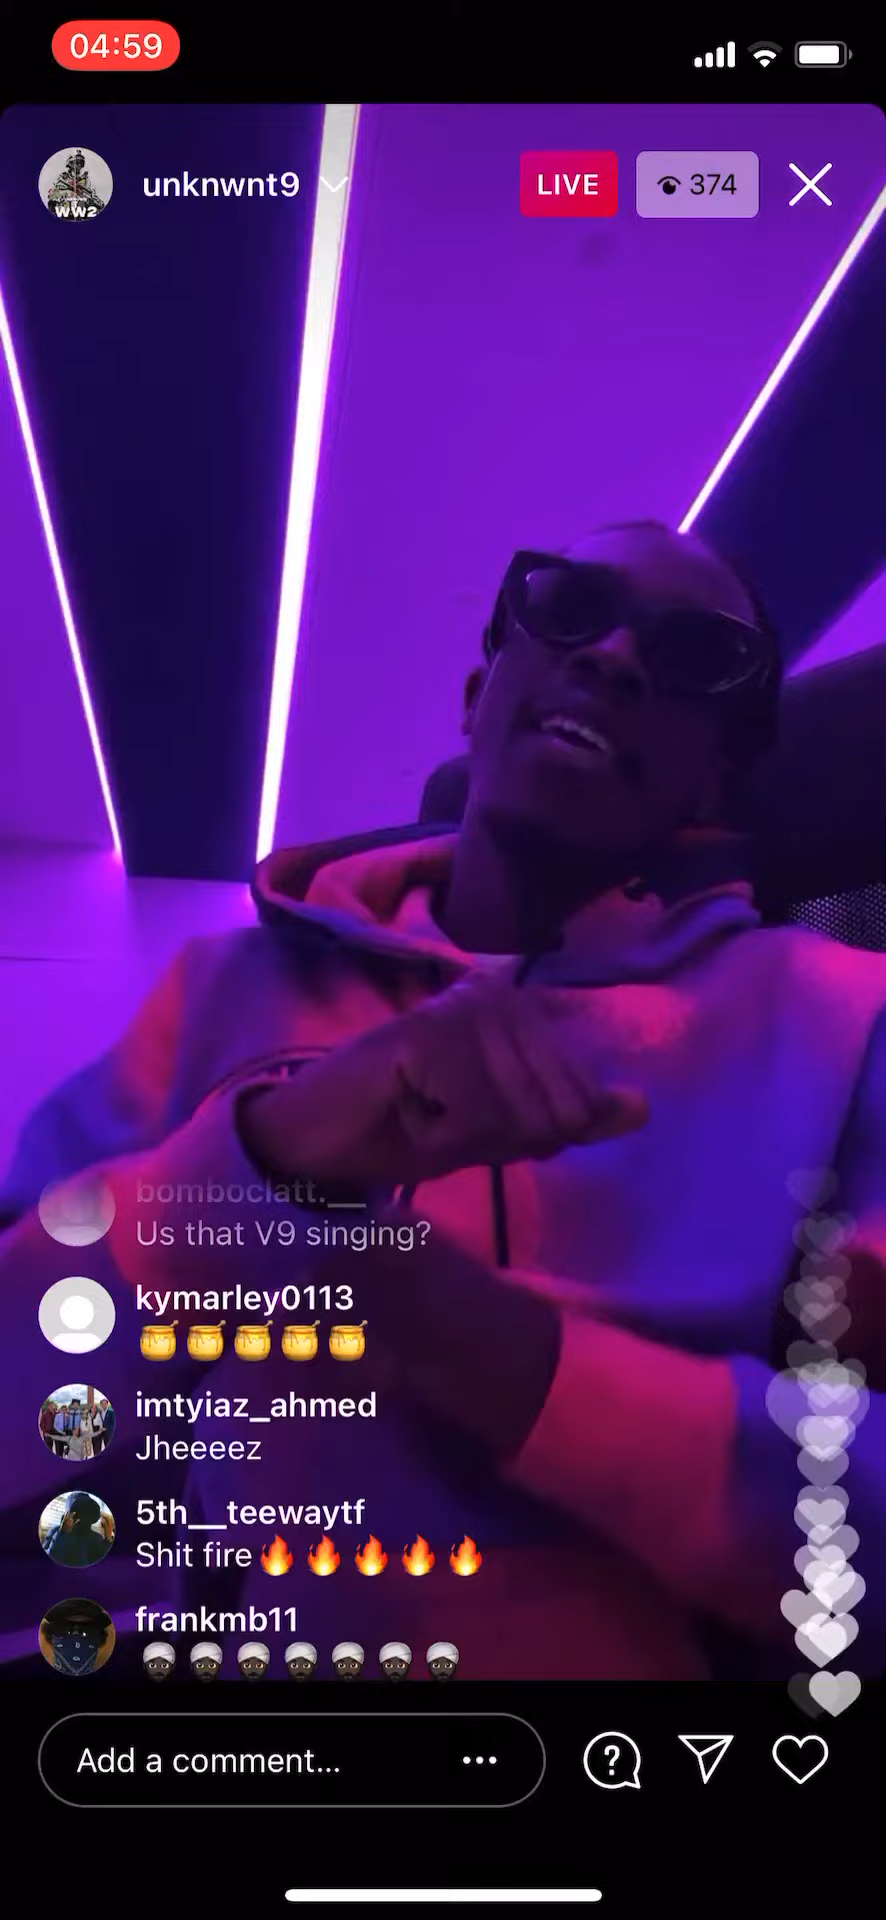 04:59
WW2
unknwnt9
LIVE
374
bomboclatt.__
Us that V9 singing?
kymarley0113
🍯🍯🍯🍯🍯
imtyiaz_ahmed
Jheeeez
5th__teewaytf
Shit fire🔥🔥🔥🔥🔥
frankmb11
👳🏿👳🏿👳🏿👳🏿👳🏿👳🏿👳🏿
Add a comment...